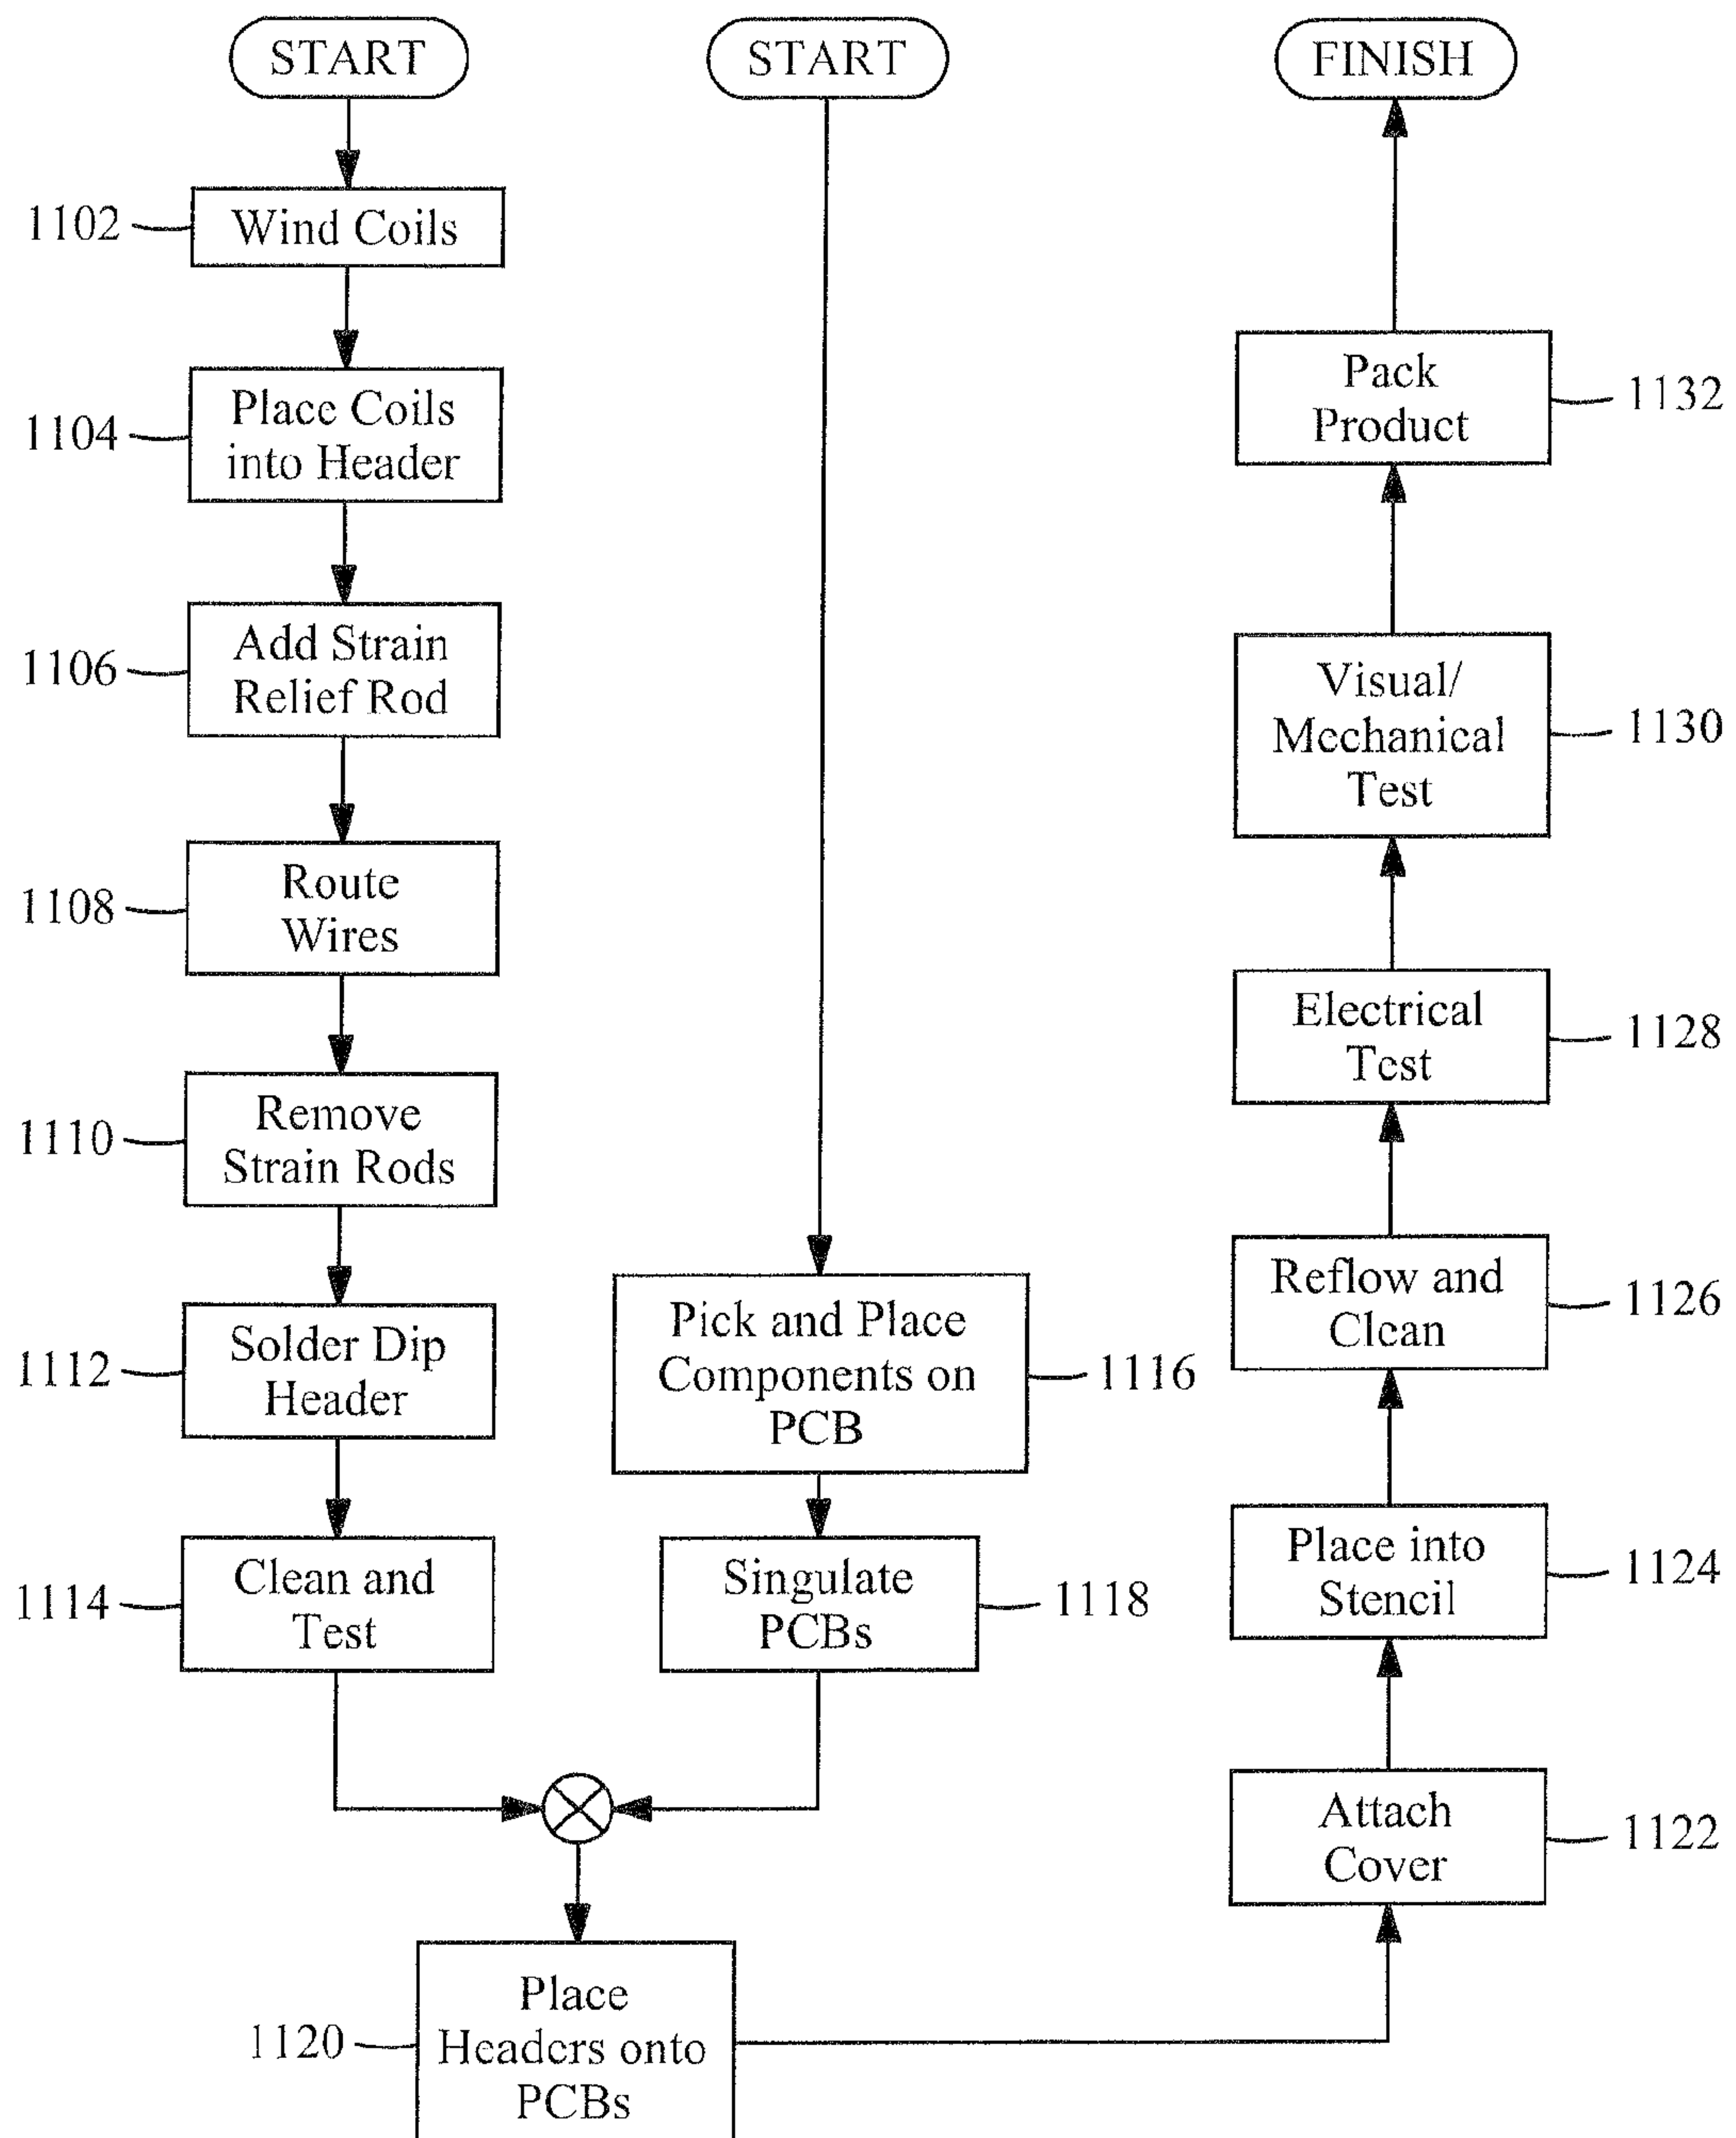 START
1102
Wind Coils
1104
Place Coils
into Header
1106
Add Strain
Relief Rod
1108
Route
Wires
1110
Remove
Strain Rods
1112
Solder Dip
Header
1114
Clean and
Test
START
Pick and Place
Components on
PCB
1116
Singulate
PCBs
1118
1120
Place
Headers onto
PCBs
FINISH
Pack
Product
1132
Visual/
Mechanical
Test
1130
Electrical
Test
1128
Reflow and
Clean
1126
Place into
Stencil
1124
Attach
Cover
1122